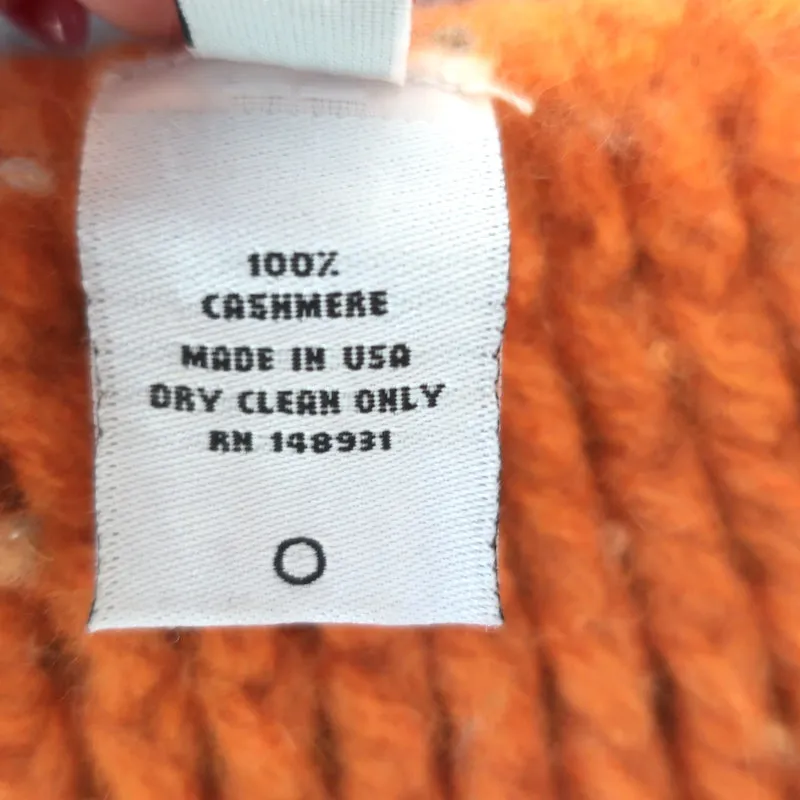 100%
CASHMERE
MADE IN USA
DRY CLEAN ONLY
RN 148931